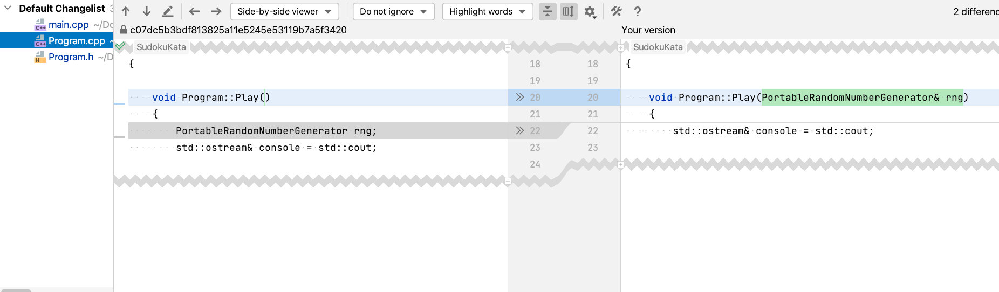 Default Changelist 3
main.cpp ~/Do
Program.cpp ~
Program.h ~/D
Side-by-side viewer
Do not ignore
Highlight words
?
2 differenc
c07dc5b3bdf813825a11e5245e53119b7a5f3420
Your version
SudokuKata
SudokuKata
{ 18 18 {
19 19
void Program::Play() 20 20 void Program::Play(PortableRandomNumberGenerator& rng)
{ 21 21 {
PortableRandomNumberGenerator rng; 22 22 std::ostream& console = std::cout;
std::ostream& console = std::cout; 23 23
24